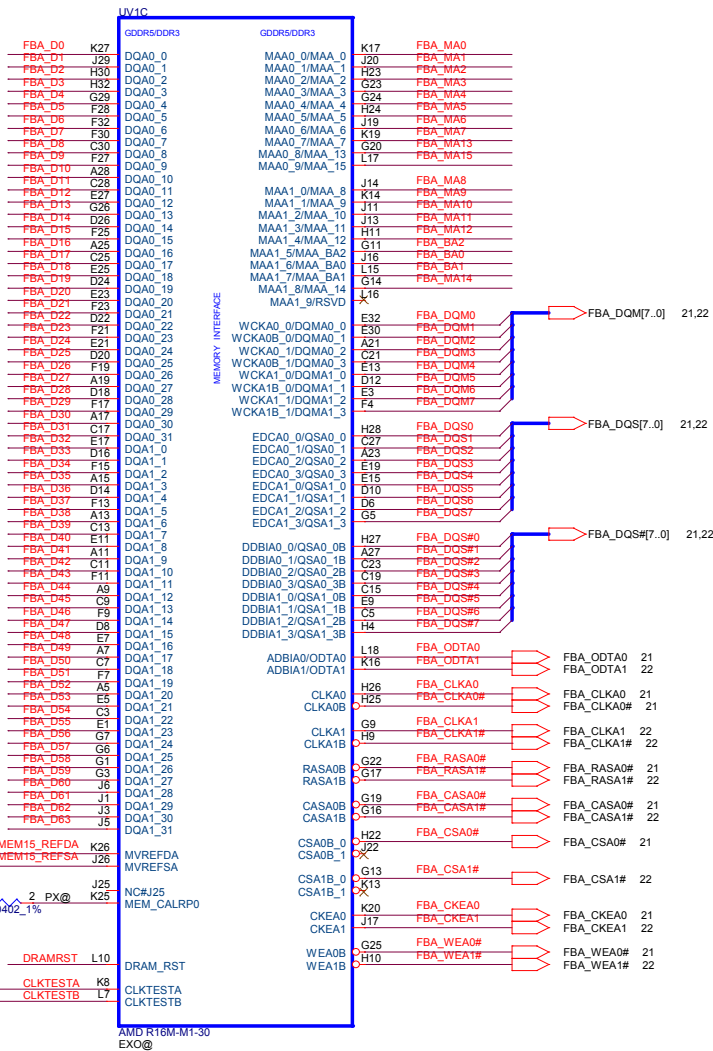 UV1C
GDDR5/DDR3 GDDR5/DDR3
FBA_D0 K27 DQA0_0
FBA_D1 J29 DQA0_1
FBA_D2 H30 DQA0_2
FBA_D3 H32 DQA0_3
FBA_D4 G29 DQA0_4
FBA_D5 F28 DQA0_5
FBA_D6 F32 DQA0_6
FBA_D7 F30 DQA0_7
FBA_D8 C30 DQA0_8
FBA_D9 F27 DQA0_9
FBA_D10 A28 DQA0_10
FBA_D11 C28 DQA0_11
FBA_D12 E27 DQA0_12
FBA_D13 G26 DQA0_13
FBA_D14 D26 DQA0_14
FBA_D15 F25 DQA0_15
FBA_D16 A25 DQA0_16
FBA_D17 C25 DQA0_17
FBA_D18 E25 DQA0_18
FBA_D19 D24 DQA0_19
FBA_D20 E23 DQA0_20
FBA_D21 F23 DQA0_21
FBA_D22 D22 DQA0_22
FBA_D23 F21 DQA0_23
FBA_D24 E21 DQA0_24
FBA_D25 D20 DQA0_25
FBA_D26 F19 DQA0_26
FBA_D27 A19 DQA0_27
FBA_D28 D18 DQA0_28
FBA_D29 F17 DQA0_29
FBA_D30 A17 DQA0_30
FBA_D31 C17 DQA0_31
FBA_D32 E17 DQA1_0
FBA_D33 D16 DQA1_1
FBA_D34 F15 DQA1_2
FBA_D35 A15 DQA1_3
FBA_D36 D14 DQA1_4
FBA_D37 F13 DQA1_5
FBA_D38 A13 DQA1_6
FBA_D39 C13 DQA1_7
FBA_D40 E11 DQA1_8
FBA_D41 A11 DQA1_9
FBA_D42 C11 DQA1_10
FBA_D43 F11 DQA1_11
FBA_D44 A9 DQA1_12
FBA_D45 C9 DQA1_13
FBA_D46 F9 DQA1_14
FBA_D47 D8 DQA1_15
FBA_D48 E7 DQA1_16
FBA_D49 A7 DQA1_17
FBA_D50 C7 DQA1_18
FBA_D51 F7 DQA1_19
FBA_D52 A5 DQA1_20
FBA_D53 E5 DQA1_21
FBA_D54 C3 DQA1_22
FBA_D55 E1 DQA1_23
FBA_D56 G7 DQA1_24
FBA_D57 G6 DQA1_25
FBA_D58 G1 DQA1_26
FBA_D59 G3 DQA1_27
FBA_D60 J6 DQA1_28
FBA_D61 J1 DQA1_29
FBA_D62 J3 DQA1_30
FBA_D63 J5 DQA1_31
MEM15_REFDA K26 MVREFDA
MEM15_REFSA J26 MVREFSA
J25 NC#J25
2 PX@ K25 MEM_CALRP0
0402_1%
DRAMRST L10 DRAM_RST
CLKTESTA K8 CLKTESTA
CLKTESTB L7 CLKTESTB
MEMORY INTERFACE
MAA0_0/MAA_0 K17 FBA_MA0
MAA0_1/MAA_1 J20 FBA_MA1
MAA0_2/MAA_2 H23 FBA_MA2
MAA0_3/MAA_3 G23 FBA_MA3
MAA0_4/MAA_4 G24 FBA_MA4
MAA0_5/MAA_5 H24 FBA_MA5
MAA0_6/MAA_6 J19 FBA_MA6
MAA0_7/MAA_7 K19 FBA_MA7
MAA0_8/MAA_13 G20 FBA_MA13
MAA0_9/MAA_15 L17 FBA_MA15
MAA1_0/MAA_8 J14 FBA_MA8
MAA1_1/MAA_9 K14 FBA_MA9
MAA1_2/MAA_10 J11 FBA_MA10
MAA1_3/MAA_11 J13 FBA_MA11
MAA1_4/MAA_12 H11 FBA_MA12
MAA1_5/MAA_BA2 G11 FBA_BA2
MAA1_6/MAA_BA0 J16 FBA_BA0
MAA1_7/MAA_BA1 L15 FBA_BA1
MAA1_8/MAA_14 G14 FBA_MA14
MAA1_9/RSVD L16
FBA_DQM[7..0] 21,22
WCKA0_0/DQMA0_0 E32 FBA_DQM0
WCKA0B_0/DQMA0_1 E30 FBA_DQM1
WCKA0_1/DQMA0_2 A21 FBA_DQM2
WCKA0B_1/DQMA0_3 C21 FBA_DQM3
WCKA1_0/DQMA1_0 E13 FBA_DQM4
WCKA1B_0/DQMA1_1 D12 FBA_DQM5
WCKA1_1/DQMA1_2 E3 FBA_DQM6
WCKA1B_1/DQMA1_3 F4 FBA_DQM7
FBA_DQS[7..0] 21,22
EDCA0_0/QSA0_0 H28 FBA_DQS0
EDCA0_1/QSA0_1 C27 FBA_DQS1
EDCA0_2/QSA0_2 A23 FBA_DQS2
EDCA0_3/QSA0_3 E19 FBA_DQS3
EDCA1_0/QSA1_0 E15 FBA_DQS4
EDCA1_1/QSA1_1 D10 FBA_DQS5
EDCA1_2/QSA1_2 D6 FBA_DQS6
EDCA1_3/QSA1_3 G5 FBA_DQS7
FBA_DQS#[7..0] 21,22
DDBIA0_0/QSA0_0B H27 FBA_DQS#0
DDBIA0_1/QSA0_1B A27 FBA_DQS#1
DDBIA0_2/QSA0_2B C23 FBA_DQS#2
DDBIA0_3/QSA0_3B C19 FBA_DQS#3
DDBIA1_0/QSA1_0B C15 FBA_DQS#4
DDBIA1_1/QSA1_1B E9 FBA_DQS#5
DDBIA1_2/QSA1_2B C5 FBA_DQS#6
DDBIA1_3/QSA1_3B H4 FBA_DQS#7
ADBIA0/ODTA0 L18 FBA_ODTA0 FBA_ODTA0 21
ADBIA1/ODTA1 K16 FBA_ODTA1 FBA_ODTA1 22
CLKA0 H26 FBA_CLKA0 FBA_CLKA0 21
CLKA0B H25 FBA_CLKA0# FBA_CLKA0# 21
CLKA1 G9 FBA_CLKA1 FBA_CLKA1 22
CLKA1B H9 FBA_CLKA1# FBA_CLKA1# 22
RASA0B G22 FBA_RASA0# FBA_RASA0# 21
RASA1B G17 FBA_RASA1# FBA_RASA1# 22
CASA0B G19 FBA_CASA0# FBA_CASA0# 21
CASA1B G16 FBA_CASA1# FBA_CASA1# 22
CSA0B_0 H22 FBA_CSA0# FBA_CSA0# 21
CSA0B_1 J22
CSA1B_0 G13 FBA_CSA1# FBA_CSA1# 22
CSA1B_1 K13
CKEA0 K20 FBA_CKEA0 FBA_CKEA0 21
CKEA1 J17 FBA_CKEA1 FBA_CKEA1 22
WEA0B G25 FBA_WEA0# FBA_WEA0# 21
WEA1B H10 FBA_WEA1# FBA_WEA1# 22
AMD R16M-M1-30
EXO@